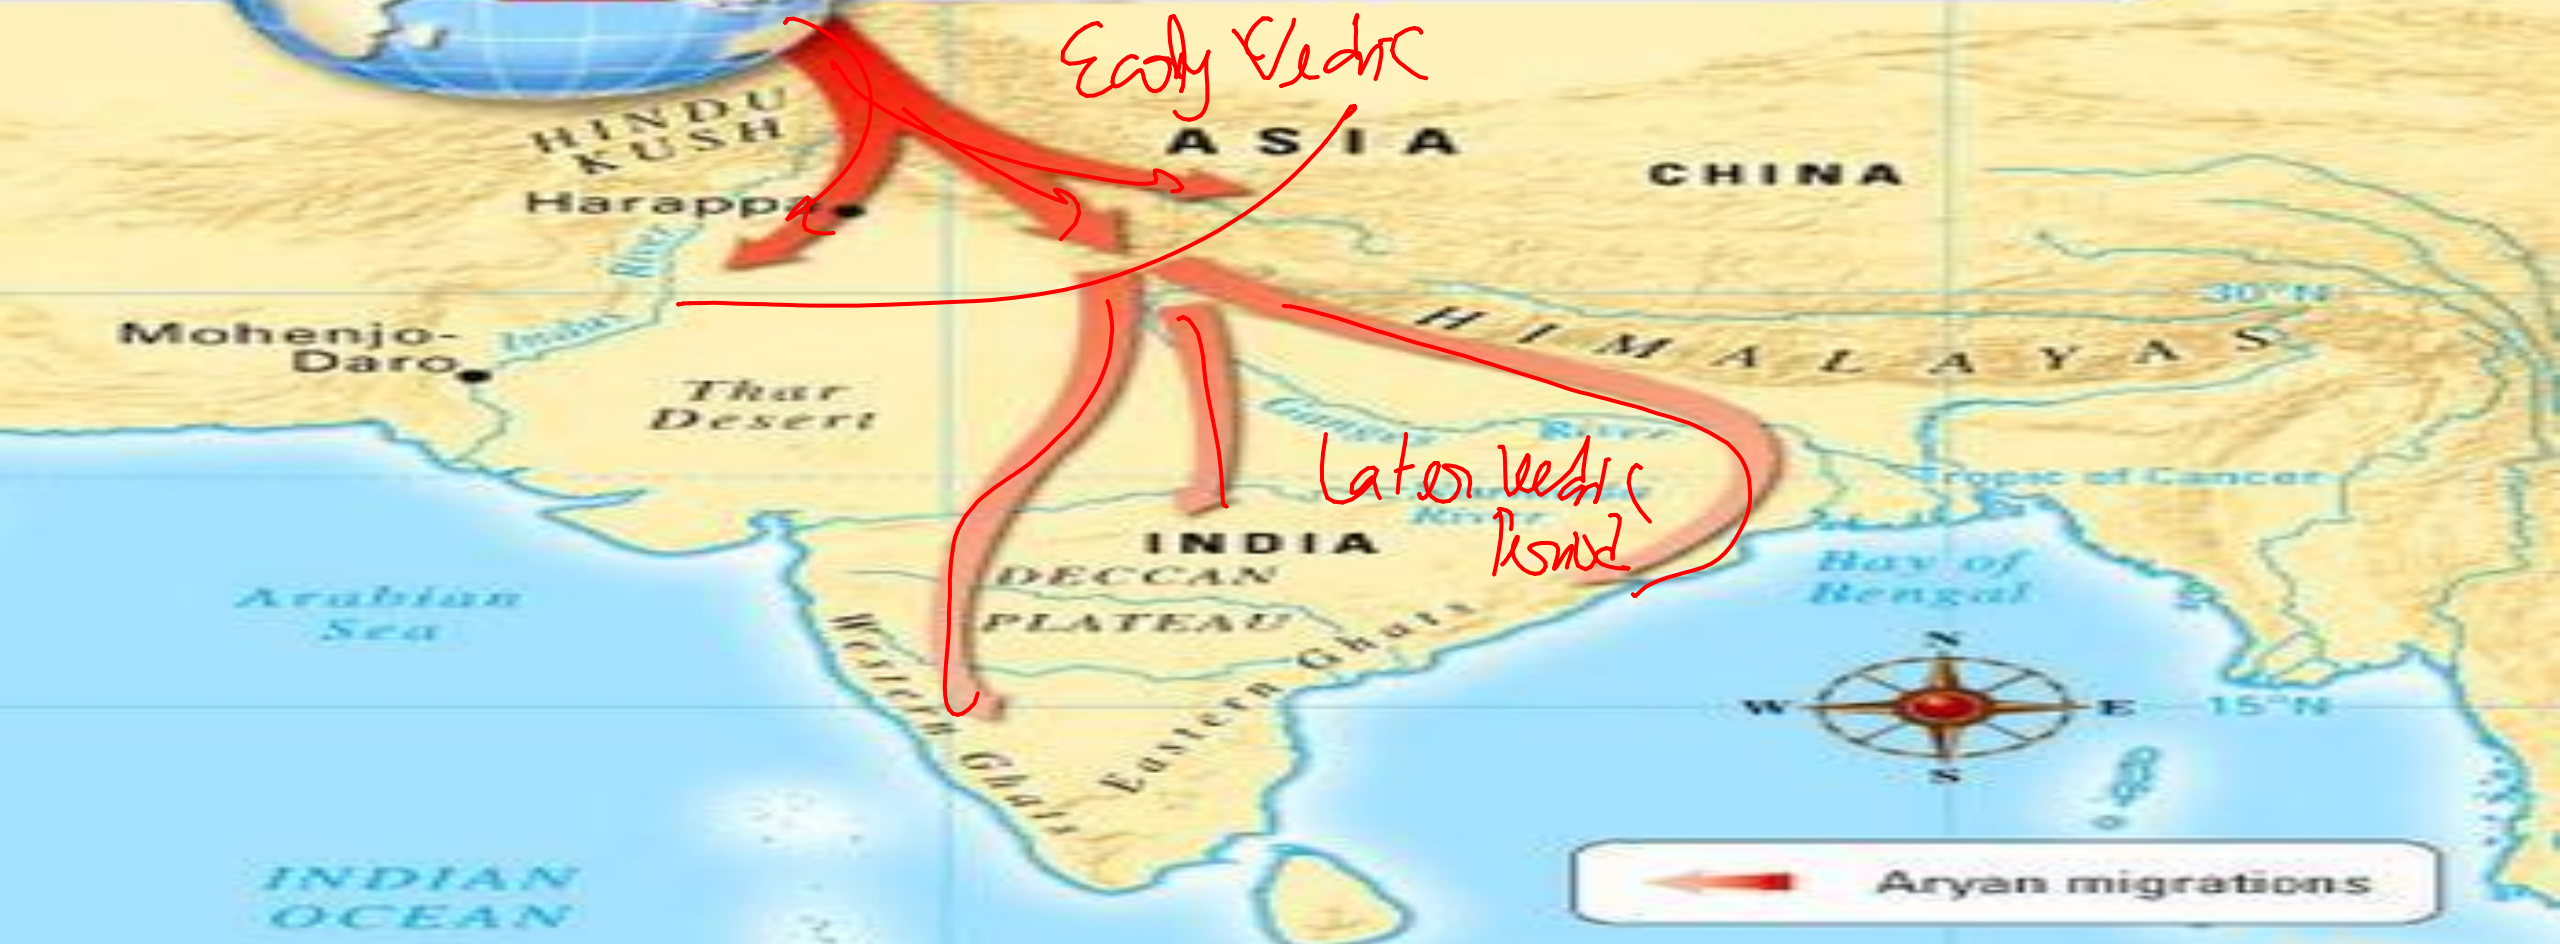 Early Vedic
HINDU
KUSH
ASIA
CHINA
Harappa
River
30°N
Mohenjo-
Daro
Indus
HIMALAYAS
Thar
Desert
Ganges River
Later Vedic
Period
Tropic of Cancer
River
INDIA
DECCAN
PLATEAU
Western Ghats
Eastern Ghats
Arabian
Sea
Bay of
Bengal
N
W E
S
15°N
INDIAN
OCEAN
Aryan migrations